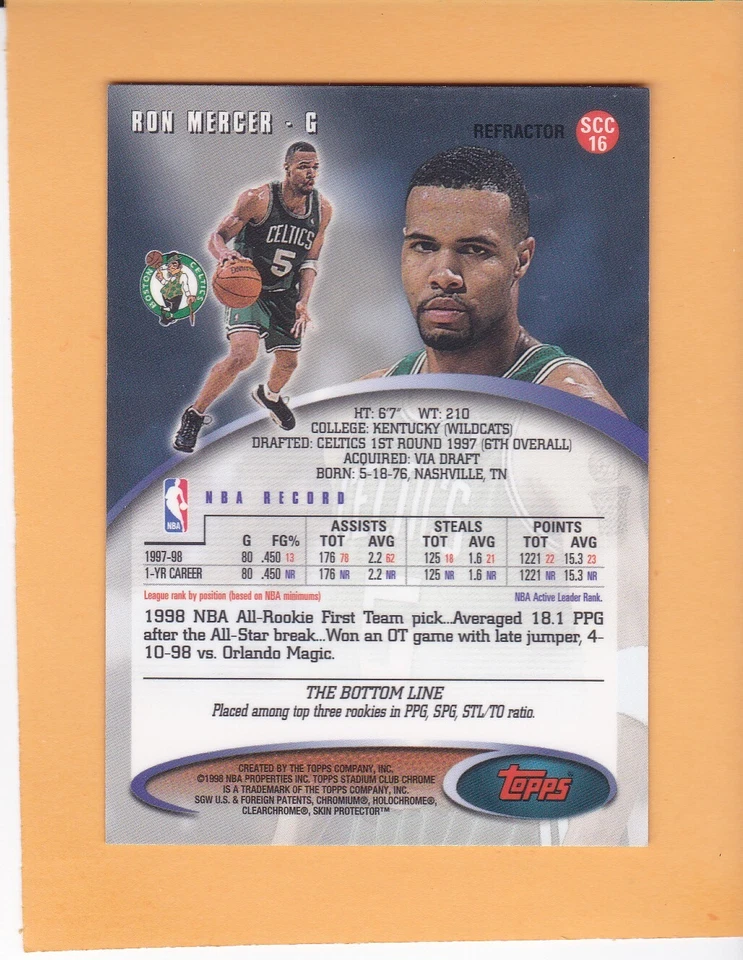 RON MERCER - G
REFRACTOR
SCC
16
CELTICS
5
BOSTON CELTICS
HT: 6'7" WT: 210
COLLEGE: KENTUCKY (WILDCATS)
DRAFTED: CELTICS 1ST ROUND 1997 (6TH OVERALL)
ACQUIRED: VIA DRAFT
BORN: 5-18-76, NASHVILLE, TN
NBA
NBA RECORD
ASSISTS STEALS POINTS
G FG% TOT AVG TOT AVG TOT AVG
1997-98 80 .450 13 176 78 2.2 62 125 18 1.6 21 1221 22 15.3 23
1-YR CAREER 80 .450 NR 176 NR 2.2 NR 125 NR 1.6 NR 1221 NR 15.3 NR
League rank by position (based on NBA minimums) NBA Active Leader Rank.
1998 NBA All-Rookie First Team pick...Averaged 18.1 PPG
after the All-Star break...Won an OT game with late jumper, 4-
10-98 vs. Orlando Magic.
THE BOTTOM LINE
Placed among top three rookies in PPG, SPG, STL/TO ratio.
CREATED BY THE TOPPS COMPANY, INC.
©1998 NBA PROPERTIES INC. TOPPS STADIUM CLUB CHROME
IS A TRADEMARK OF THE TOPPS COMPANY, INC.
SGW U.S. & FOREIGN PATENTS, CHROMIUM®, HOLOCHROME®,
CLEARCHROME®, SKIN PROTECTOR™
Topps®